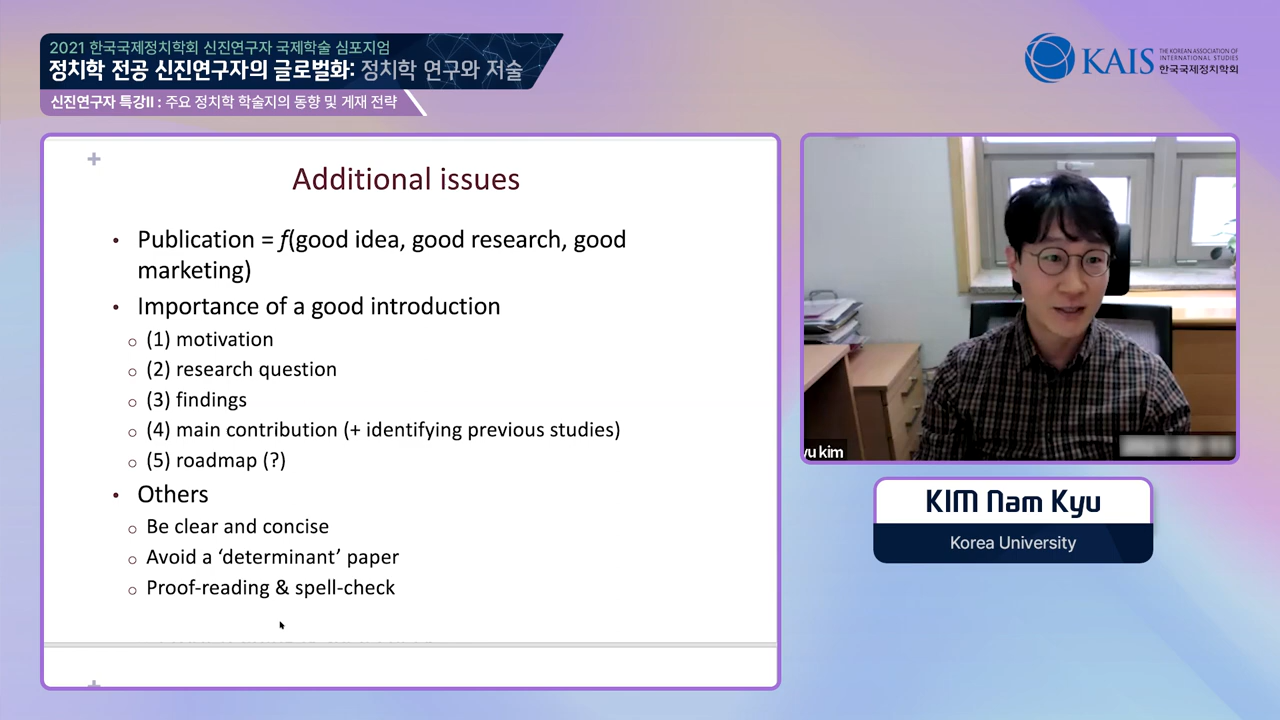 2021 한국국제정치학회 신진연구자 국제학술 심포지엄
정치학 전공 신진연구자의 글로벌화: 정치학 연구와 저술
신진연구자 특강II : 주요 정치학 학술지의 동향 및 게재 전략
KAIS
THE KOREAN ASSOCIATION OF
INTERNATIONAL STUDIES
한국국제정치학회
Additional issues
• Publication = f(good idea, good research, good
marketing)
• Importance of a good introduction
○ (1) motivation
○ (2) research question
○ (3) findings
○ (4) main contribution (+ identifying previous studies)
○ (5) roadmap (?)
• Others
○ Be clear and concise
○ Avoid a ‘determinant’ paper
○ Proof-reading & spell-check
yu kim
KIM Nam Kyu
Korea University